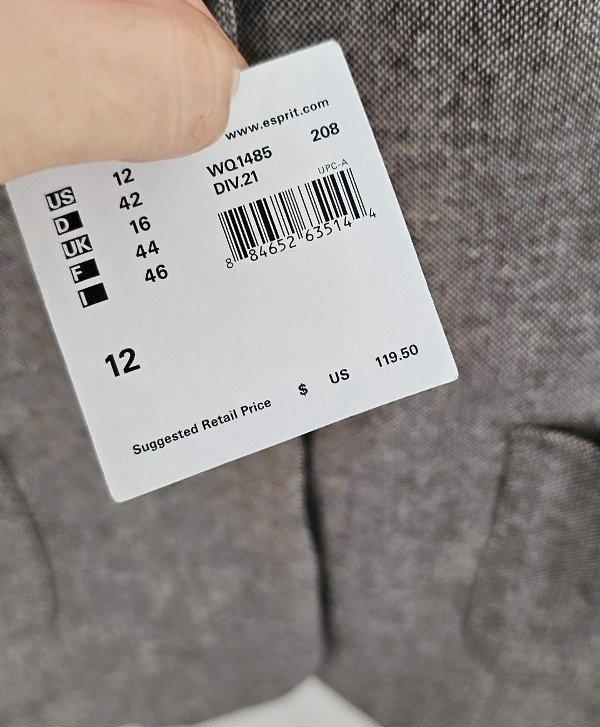 www.esprit.com
US 12
D 42
UK 16
F 44
I 46
WQ1485 208
DIV.21
UPC-A
8 84652 63514 4
12
Suggested Retail Price $ US 119.50